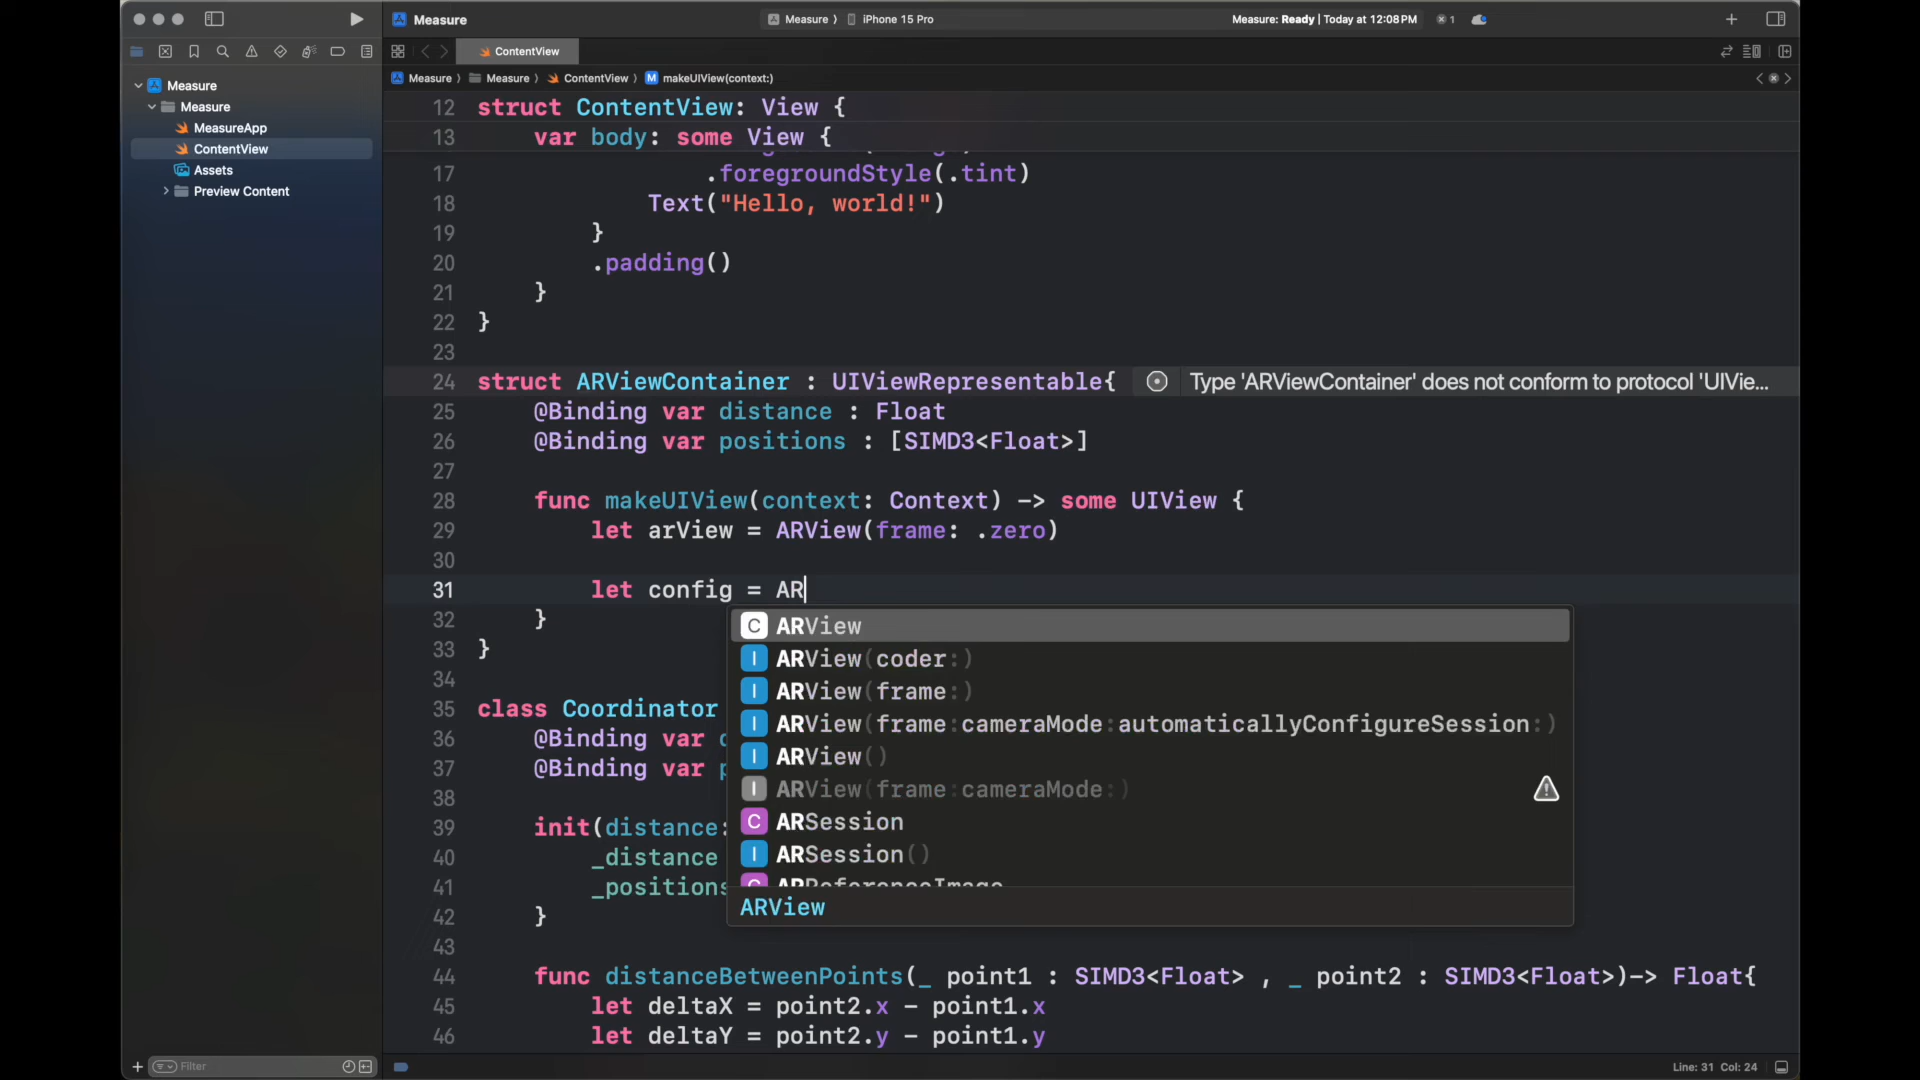 Measure
Measure ⟩ iPhone 15 Pro
Measure: Ready | Today at 12:08 PM
1
ContentView
Measure ⟩ Measure ⟩ ContentView ⟩ M makeUIView(context:)
Measure
Measure
MeasureApp
ContentView
Assets
Preview Content
12 struct ContentView: View {
13 var body: some View {
17 .foregroundStyle(.tint)
18 Text("Hello, world!")
19 }
20 .padding()
21 }
22 }
23
24 struct ARViewContainer : UIViewRepresentable{ Type 'ARViewContainer' does not conform to protocol 'UIVie...
25 @Binding var distance : Float
26 @Binding var positions : [SIMD3<Float>]
27
28 func makeUIView(context: Context) -> some UIView {
29 let arView = ARView(frame: .zero)
30
31 let config = AR
32 }
33 }
34
35 class Coordinator
36 @Binding var
37 @Binding var
38
39 init(distance:
40 _distance
41 _positions
42 }
43
44 func distanceBetweenPoints(_ point1 : SIMD3<Float> , _ point2 : SIMD3<Float>)-> Float{
45 let deltaX = point2.x - point1.x
46 let deltaY = point2.y - point1.y
C ARView
I ARView(coder:)
I ARView(frame:)
I ARView(frame:cameraMode:automaticallyConfigureSession:)
I ARView()
I ARView(frame:cameraMode:)
C ARSession
I ARSession()
C ARReferenceImage
ARView
Filter
Line: 31 Col: 24